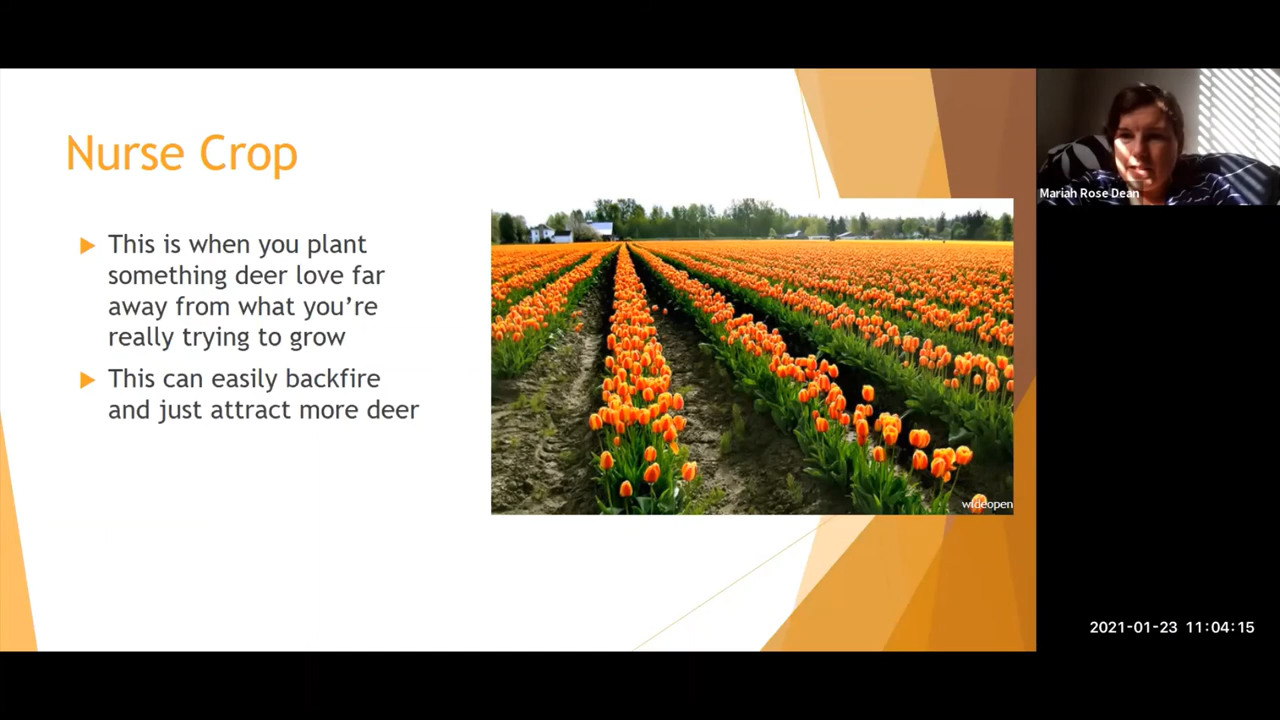 Nurse Crop
This is when you plant
something deer love far
away from what you're
really trying to grow
This can easily backfire
and just attract more deer
wideopen
Mariah Rose Dean
2021-01-23 11:04:15